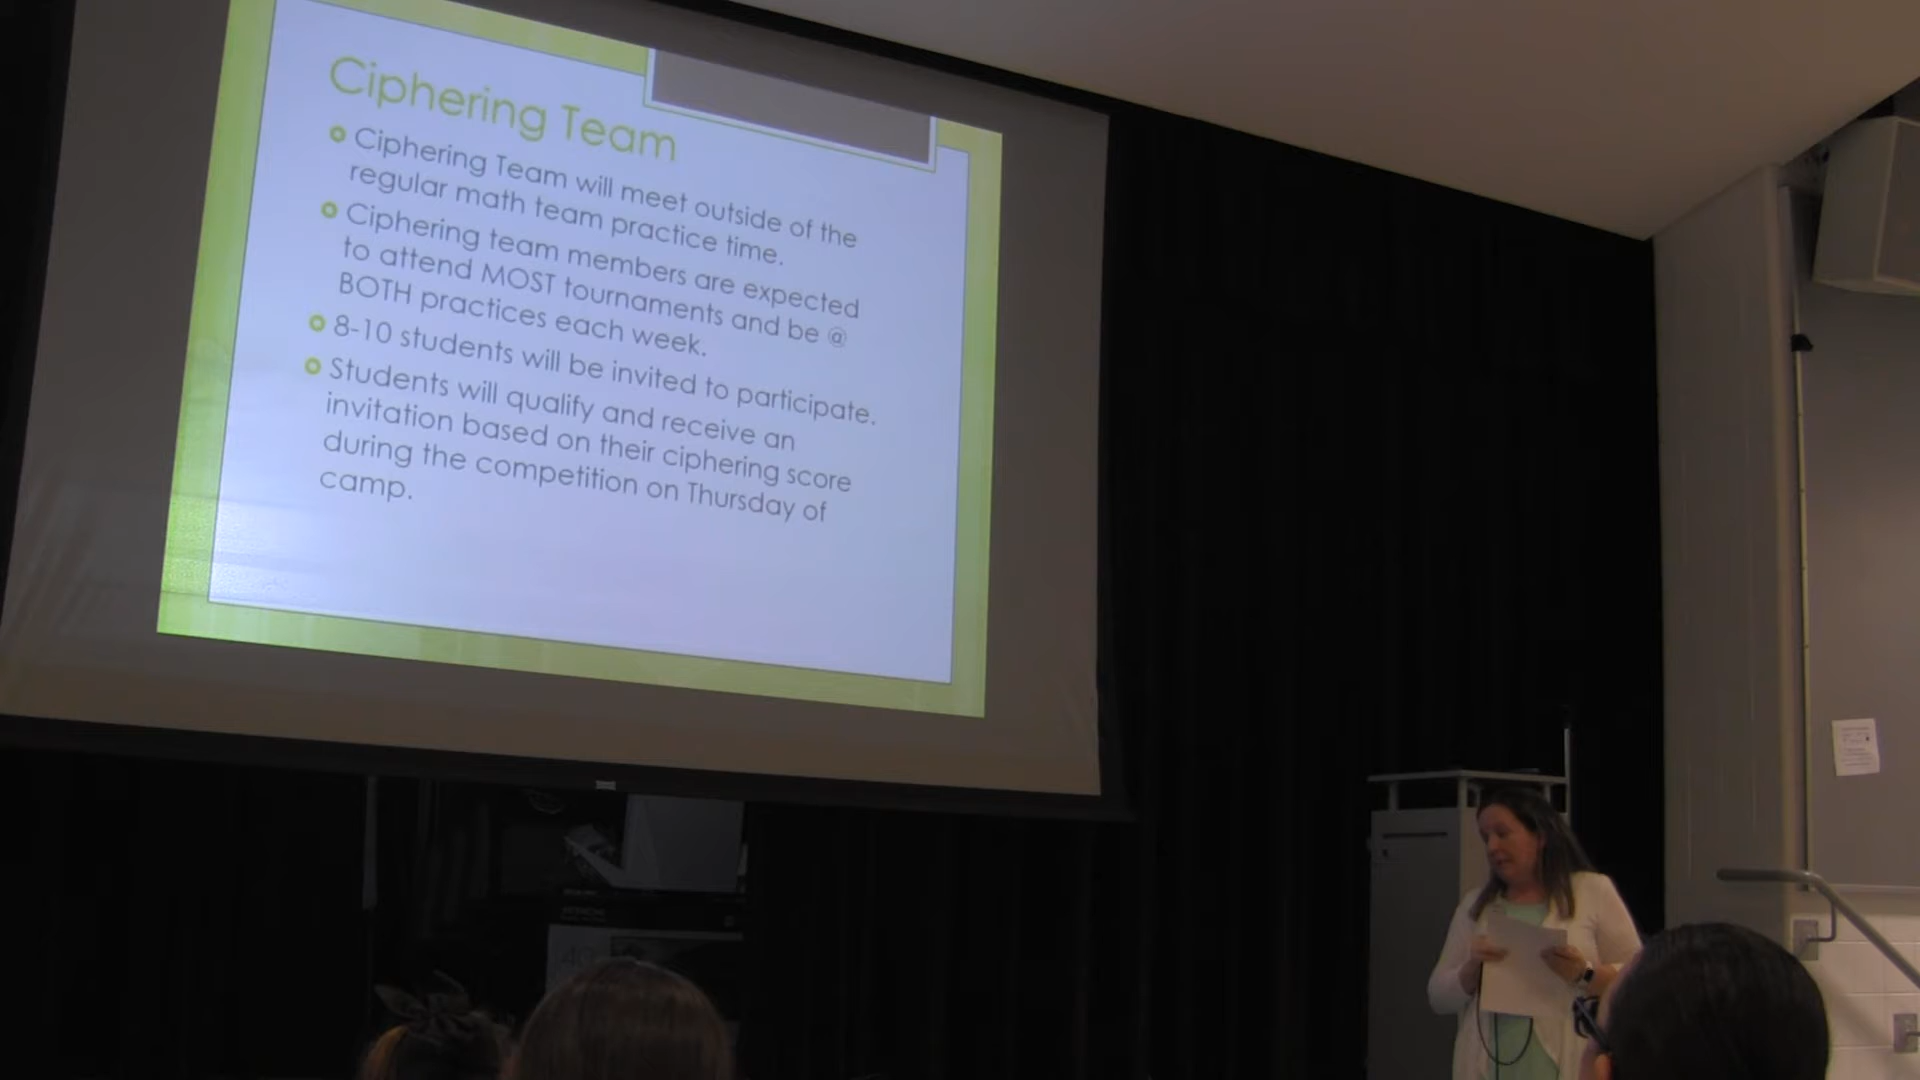 Ciphering Team
Ciphering Team will meet outside of the
regular math team practice time.
Ciphering team members are expected
to attend MOST tournaments and be @
BOTH practices each week.
8-10 students will be invited to participate.
Students will qualify and receive an
invitation based on their ciphering score
during the competition on Thursday of
camp.